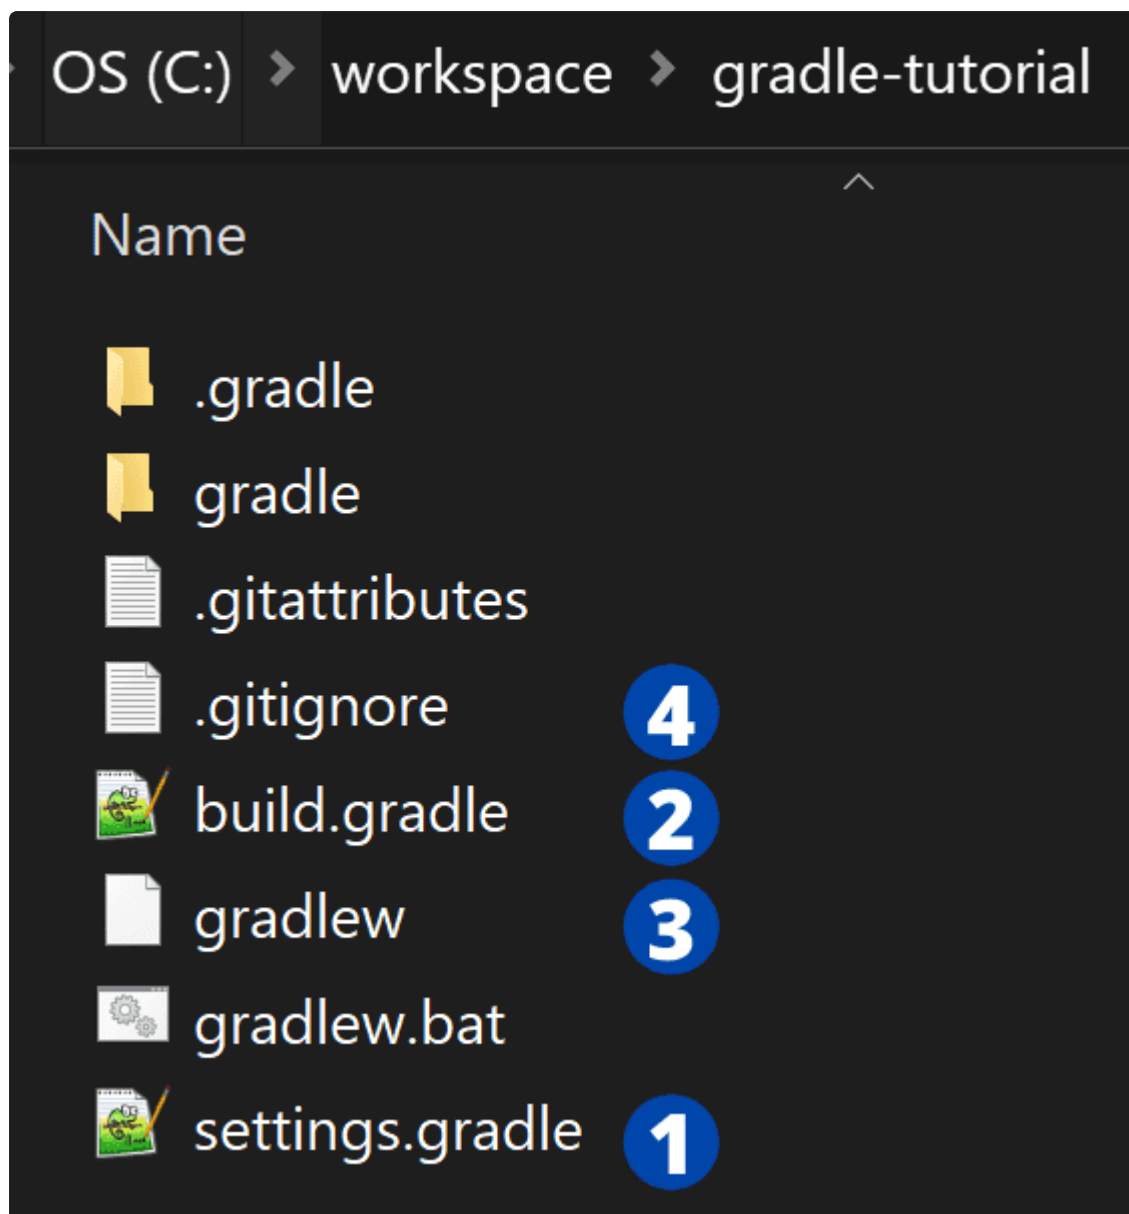 OS (C:) > workspace > gradle-tutorial
Name
.gradle
gradle
.gitattributes
.gitignore 4
build.gradle 2
gradlew 3
gradlew.bat
settings.gradle 1